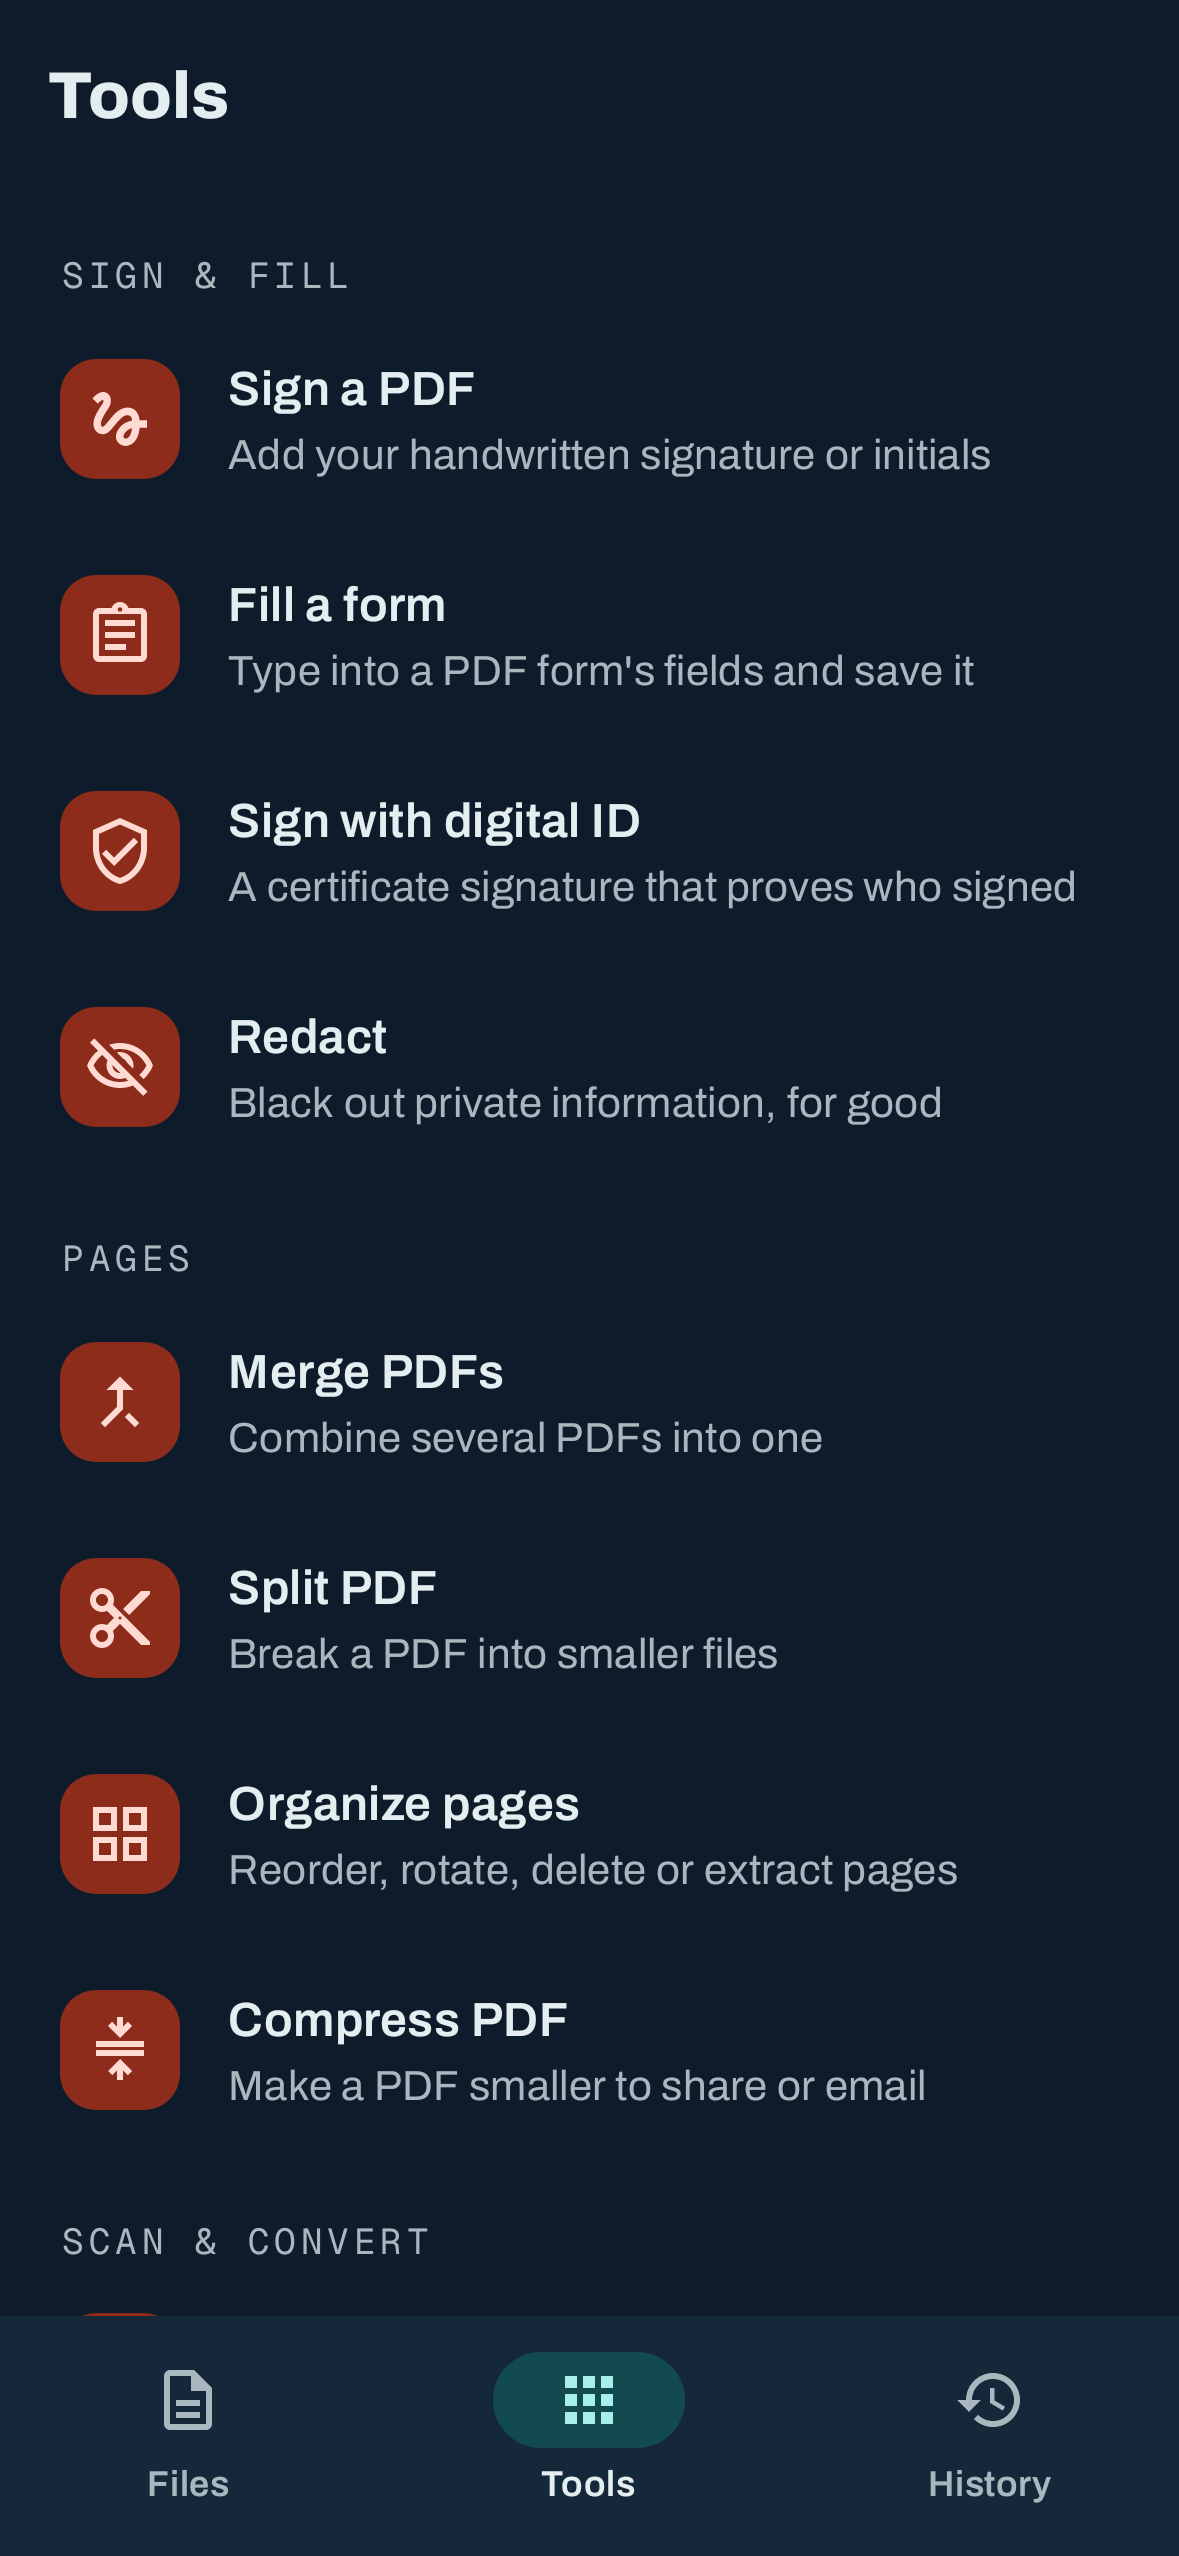 Tools
SIGN & FILL
Sign a PDF
Add your handwritten signature or initials
Fill a form
Type into a PDF form's fields and save it
Sign with digital ID
A certificate signature that proves who signed
Redact
Black out private information, for good
PAGES
Merge PDFs
Combine several PDFs into one
Split PDF
Break a PDF into smaller files
Organize pages
Reorder, rotate, delete or extract pages
Compress PDF
Make a PDF smaller to share or email
SCAN & CONVERT
Files
Tools
History